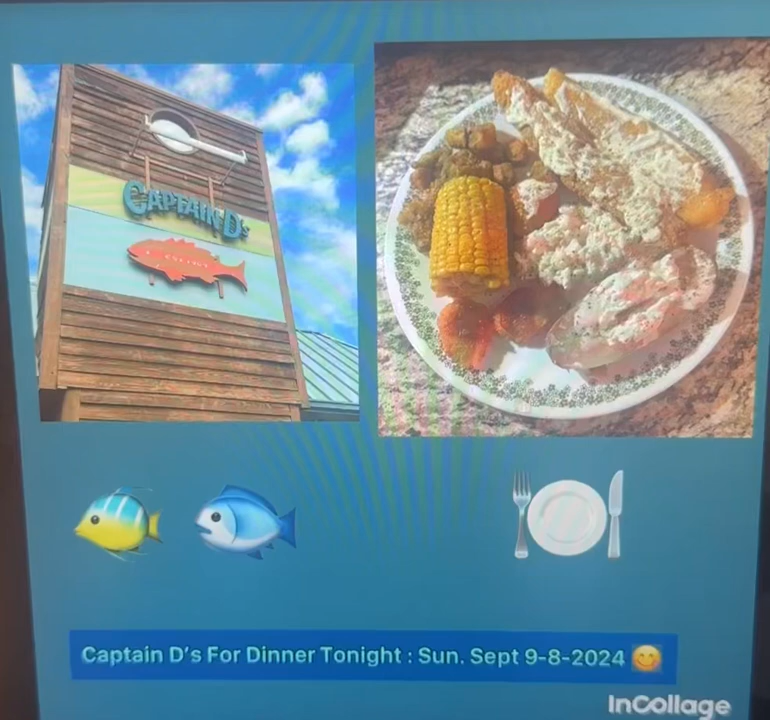 CAPTAIN D's
Captain D's For Dinner Tonight : Sun. Sept 9-8-2024 😋
InCollage